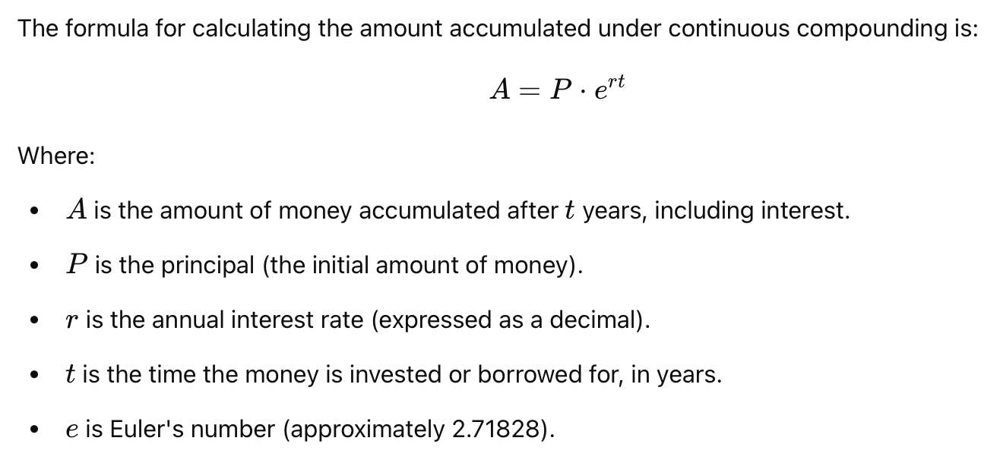 The formula for calculating the amount accumulated under continuous compounding is:
A = P · e^{rt}
Where:
• A is the amount of money accumulated after t years, including interest.
• P is the principal (the initial amount of money).
• r is the annual interest rate (expressed as a decimal).
• t is the time the money is invested or borrowed for, in years.
• e is Euler's number (approximately 2.71828).